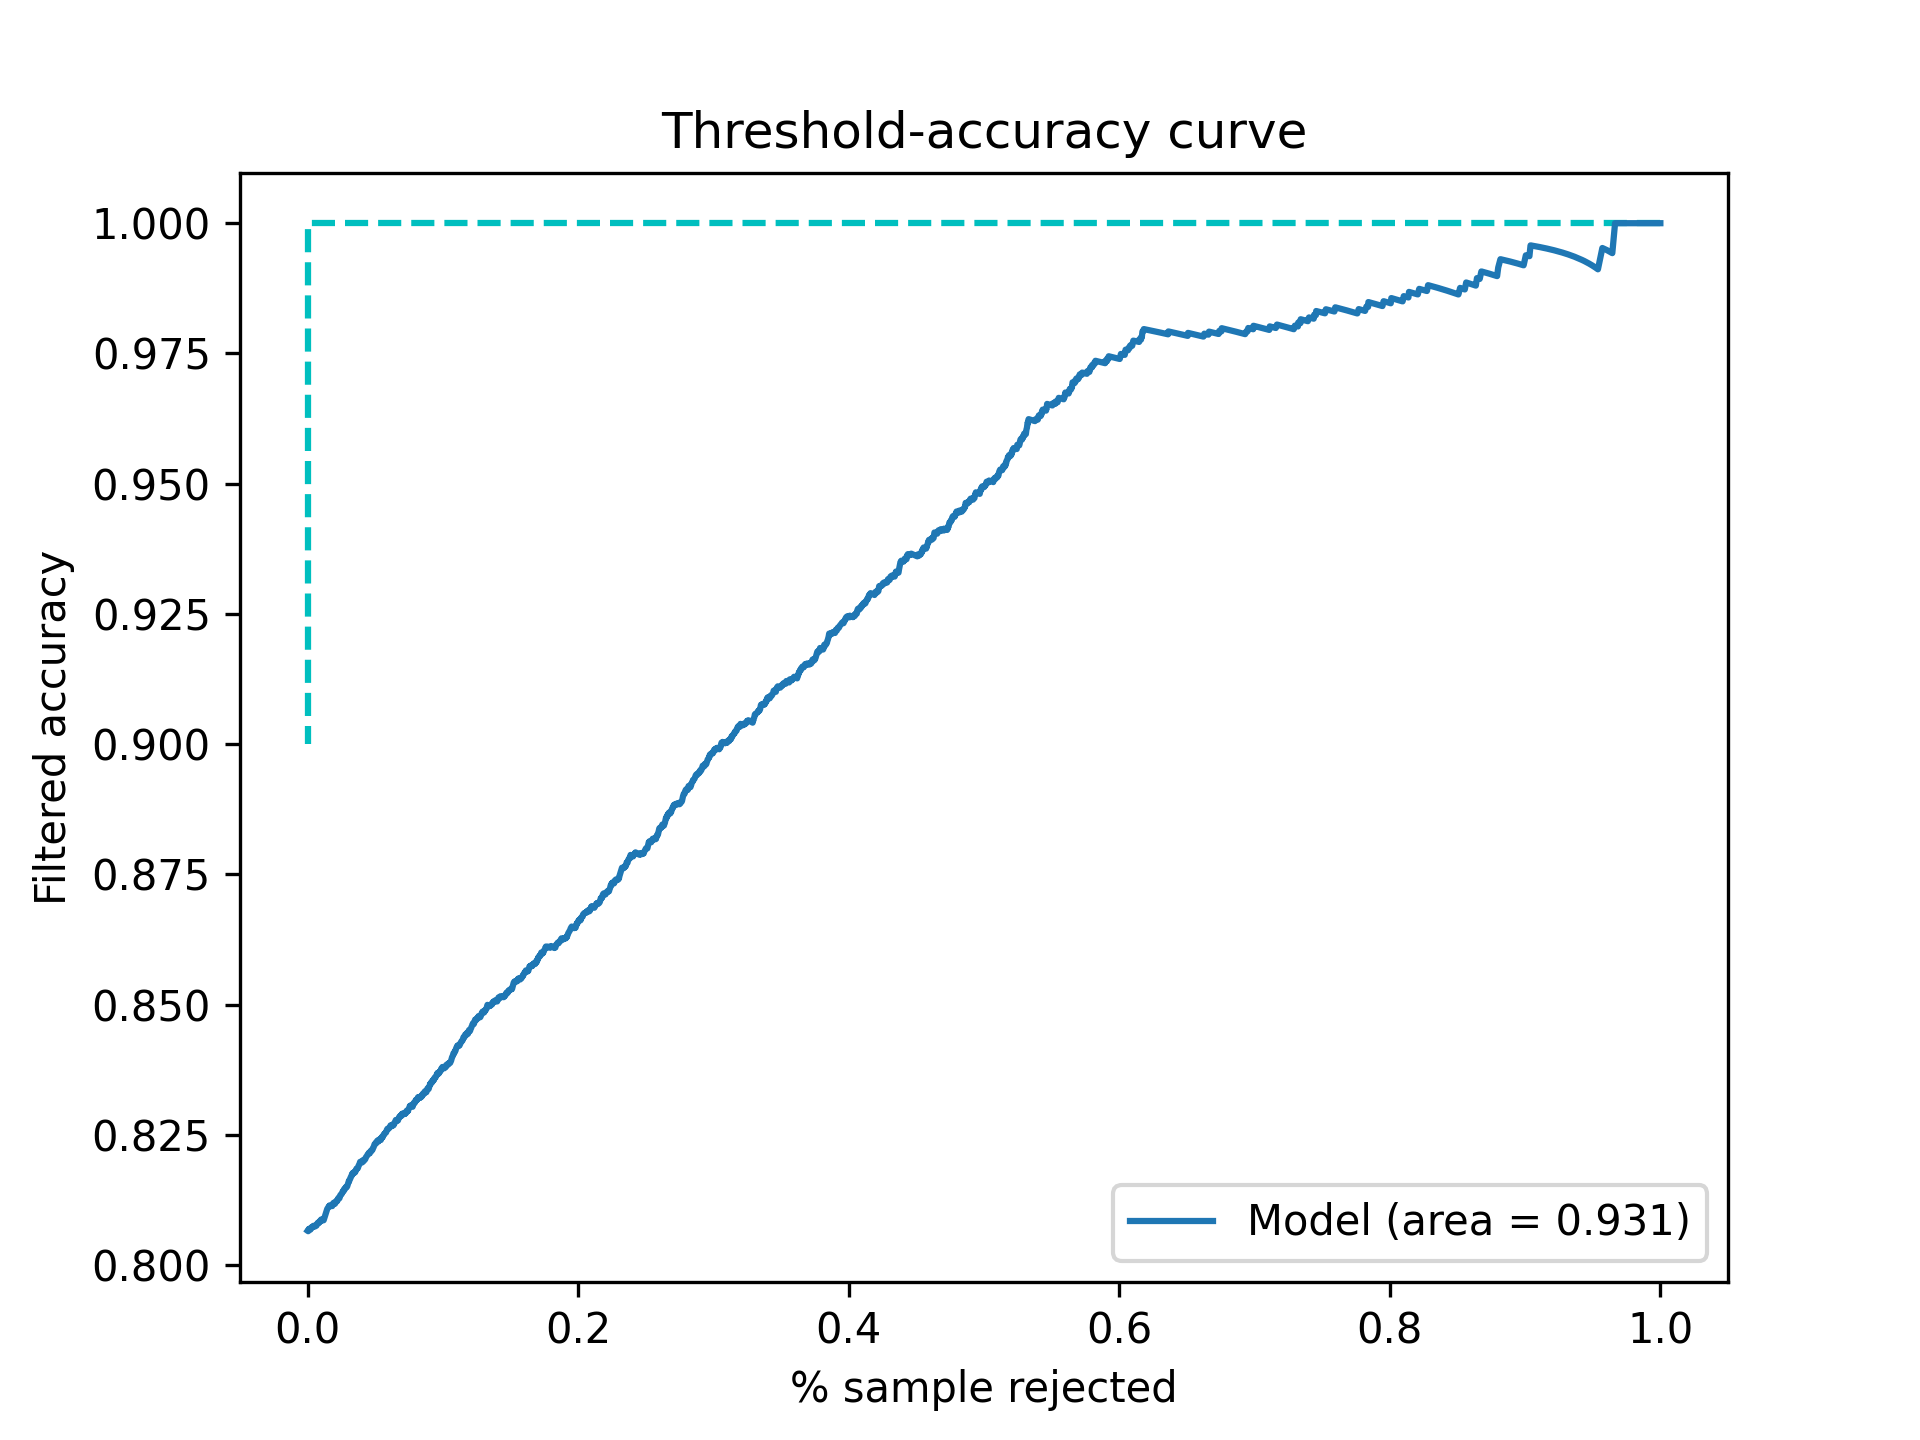 Threshold-accuracy curve
1.000
0.975
0.950
0.925
0.900
0.875
0.850
0.825
0.800
Filtered accuracy
Model (area = 0.931)
0.0 0.2 0.4 0.6 0.8 1.0
% sample rejected